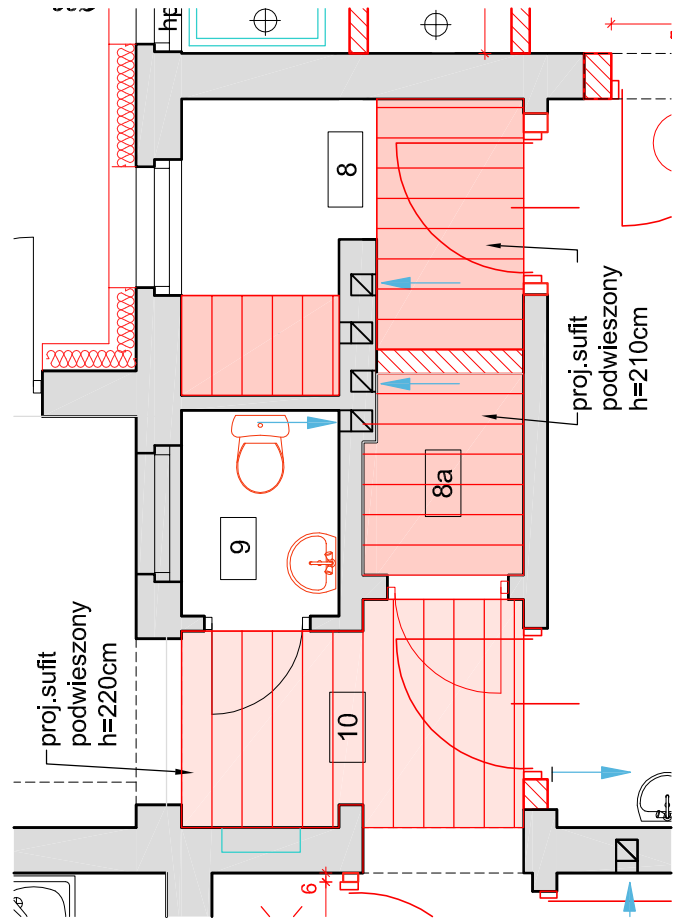 8
proj.sufit
podwieszony
h=210cm
8a
9
proj.sufit
podwieszony
h=220cm
10
6